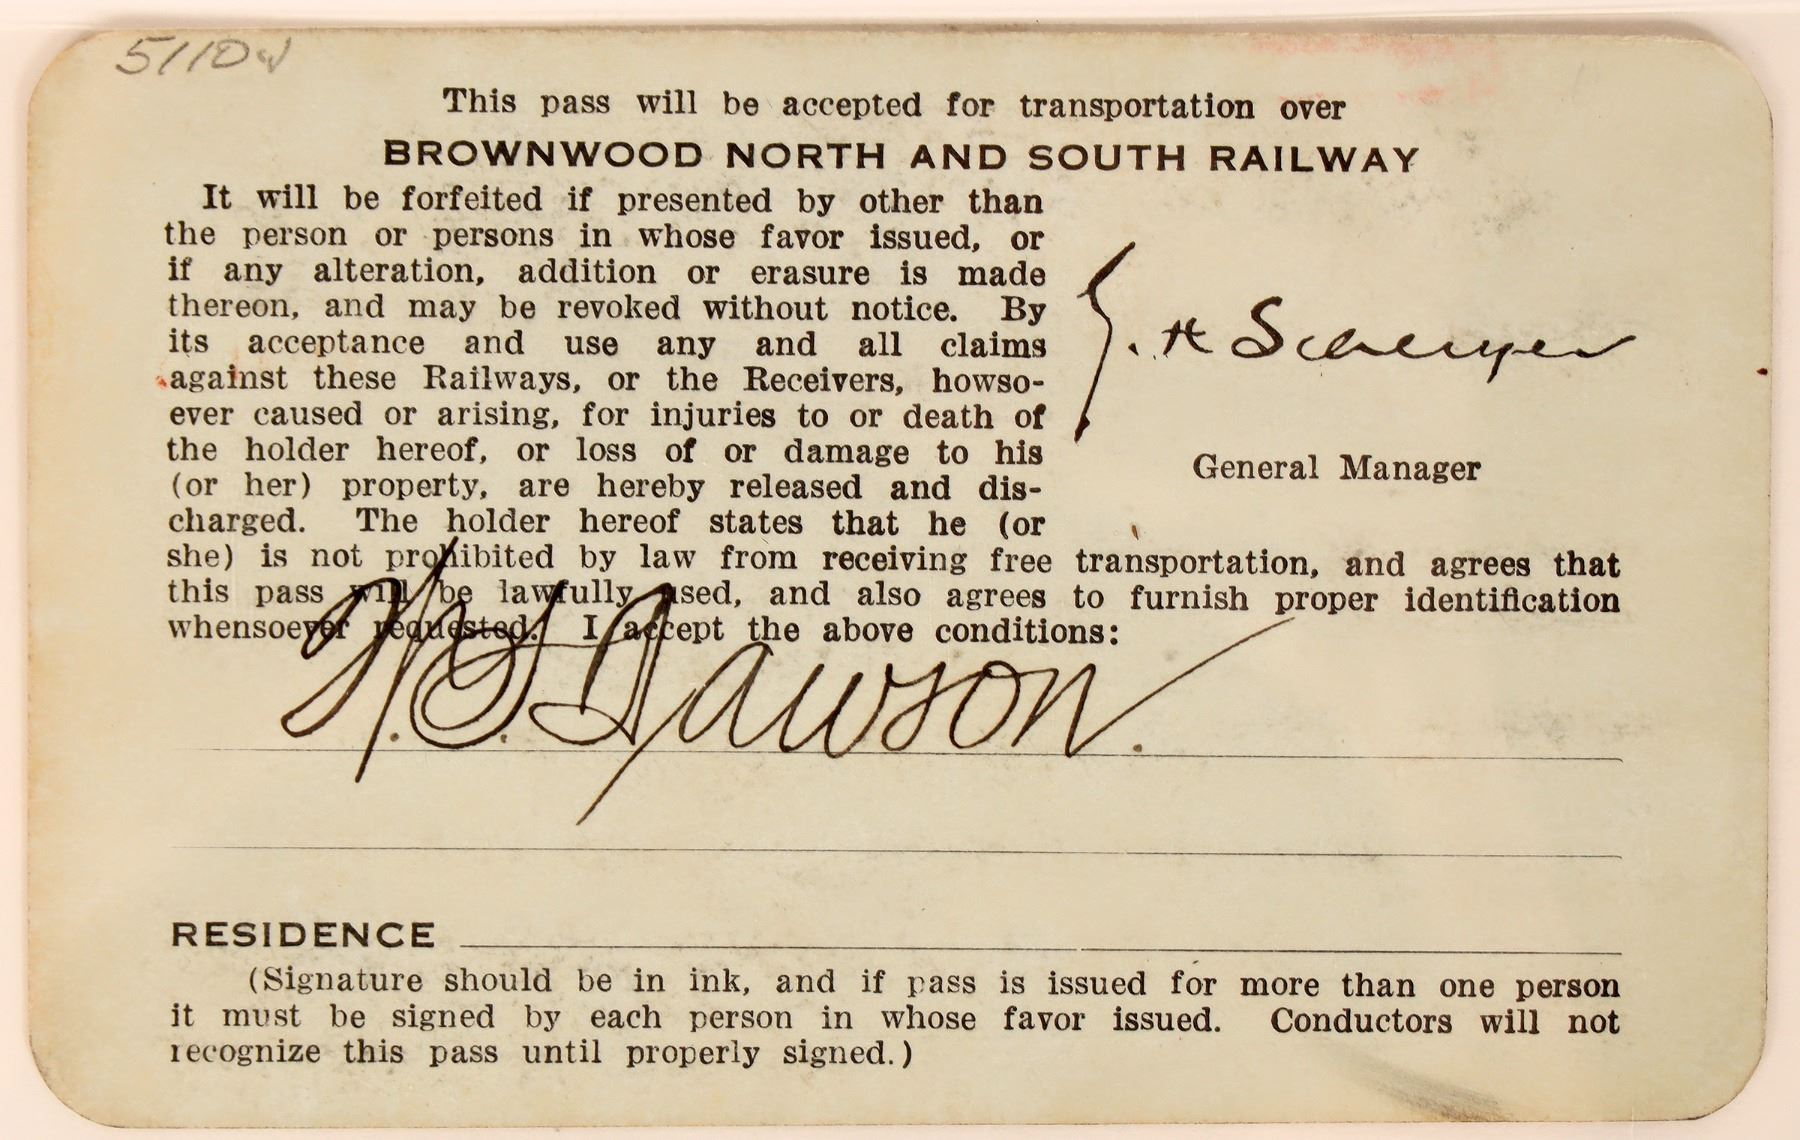 5110
This pass will be accepted for transportation over
BROWNWOOD NORTH AND SOUTH RAILWAY
It will be forfeited if presented by other than
the person or persons in whose favor issued, or
if any alteration, addition or erasure is made
thereon, and may be revoked without notice. By
its acceptance and use any and all claims
against these Railways, or the Receivers, howso-
ever caused or arising, for injuries to or death of
the holder hereof, or loss of or damage to his
(or her) property, are hereby released and dis-
charged. The holder hereof states that he (or
she) is not prohibited by law from receiving free transportation, and agrees that
this pass will be lawfully used, and also agrees to furnish proper identification
whensoever requested. I accept the above conditions:
General Manager
Dawson.
RESIDENCE
(Signature should be in ink, and if pass is issued for more than one person
it must be signed by each person in whose favor issued. Conductors will not
recognize this pass until properly signed.)